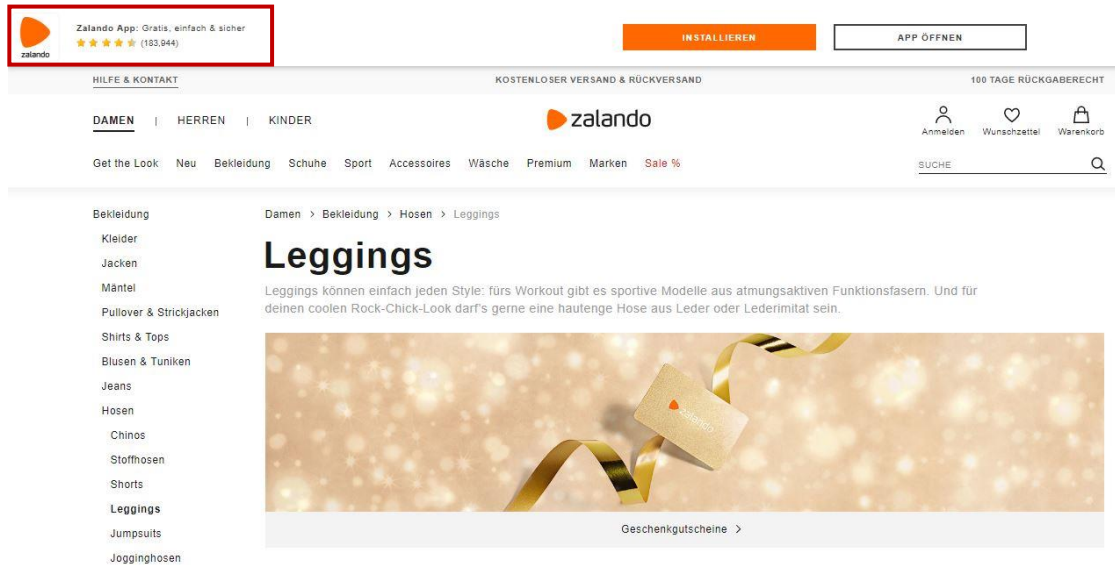 Zalando App: Gratis, einfach & sicher
(183,944)
zalando
INSTALLIEREN
APP ÖFFNEN
HILFE & KONTAKT
KOSTENLOSER VERSAND & RÜCKVERSAND
100 TAGE RÜCKGABERECHT
DAMEN | HERREN | KINDER
zalando
Anmelden Wunschzettel Warenkorb
Get the Look Neu Bekleidung Schuhe Sport Accessoires Wäsche Premium Marken Sale %
SUCHE
Bekleidung
Kleider
Jacken
Mäntel
Pullover & Strickjacken
Shirts & Tops
Blusen & Tuniken
Jeans
Hosen
Chinos
Stoffhosen
Shorts
Leggings
Jumpsuits
Jogginghosen
Damen > Bekleidung > Hosen > Leggings
Leggings
Leggings können einfach jeden Style: fürs Workout gibt es sportive Modelle aus atmungsaktiven Funktionsfasern. Und für
deinen coolen Rock-Chick-Look darf's gerne eine hautenge Hose aus Leder oder Lederimitat sein.
zalando
Geschenkgutscheine >